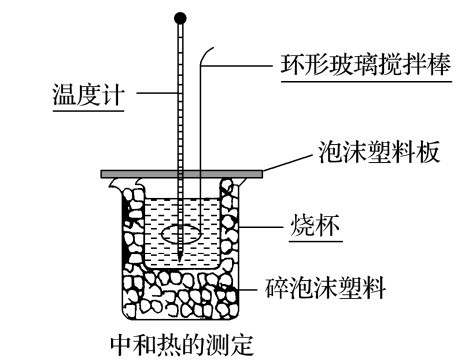 环形玻璃搅拌棒
温度计
泡沫塑料板
烧杯
碎泡沫塑料
中和热的测定